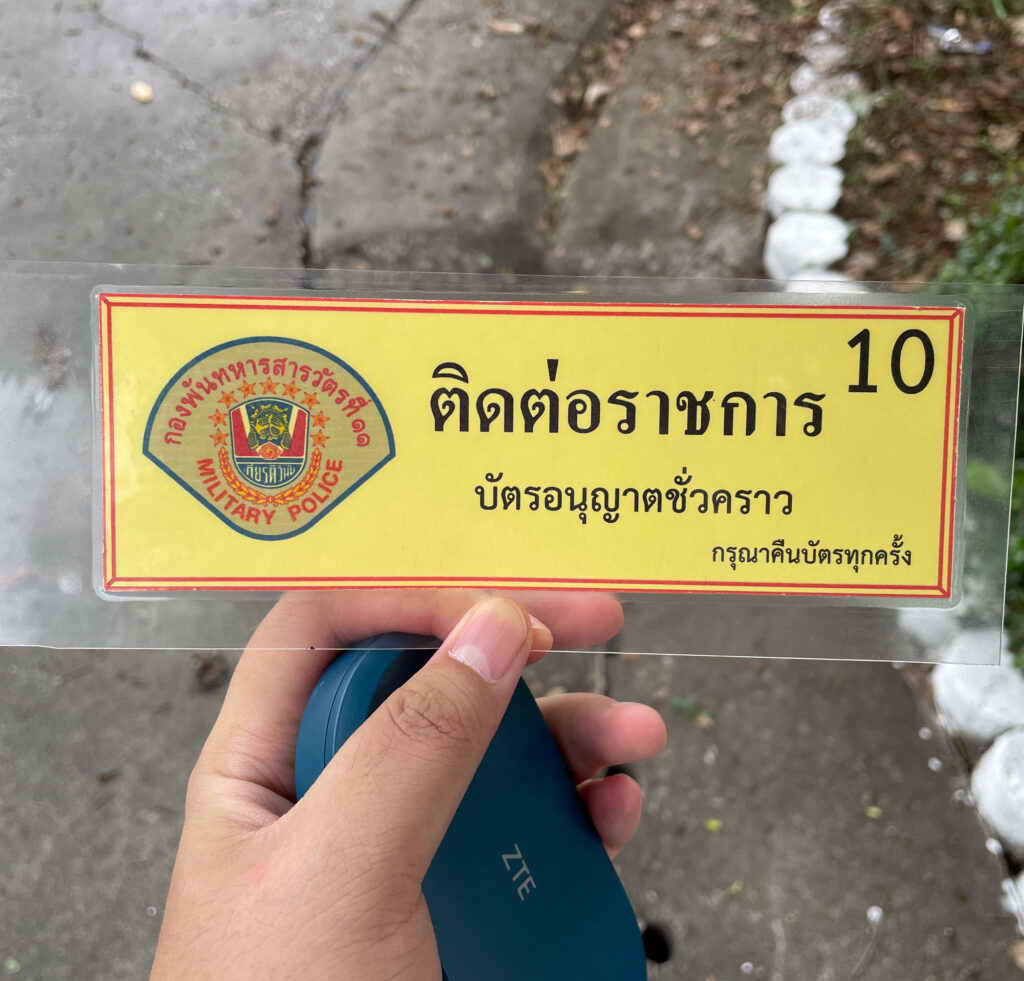 กองพันทหารสารวัตรที่ ๑๑
MILITARY POLICE
ติดต่อราชการ
10
บัตรอนุญาตชั่วคราว
กรุณาคืนบัตรทุกครั้ง
ZTE